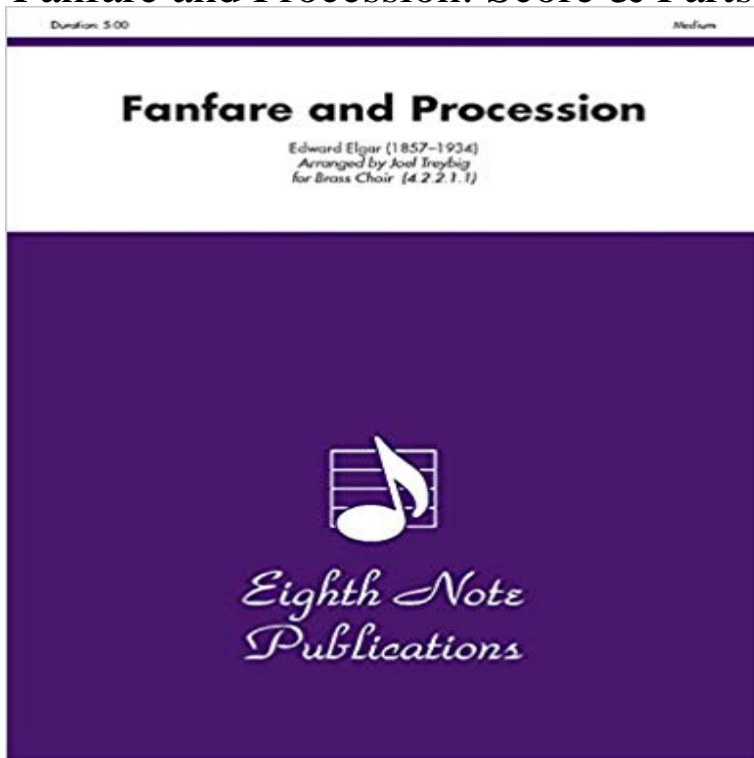 Fanfare and Procession: Score & Parts
Duration: 5:00 Medium
Fanfare and Procession
Edward Elgar (1857–1934)
Arranged by Joel Treybig
for Brass Choir (4.2.2.1.1)
Eighth Note
Publications